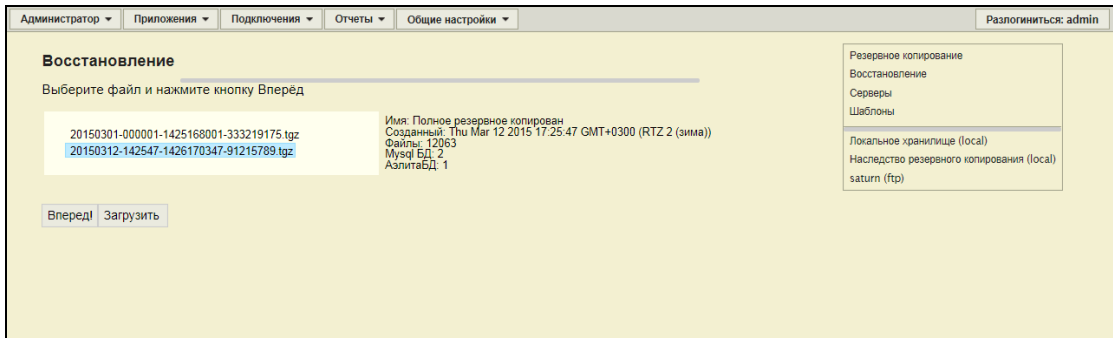 Администратор Приложения Подключения Отчеты Общие настройки Разлогиниться: admin
Восстановление
Выберите файл и нажмите кнопку Вперёд
20150301-000001-1425168001-333219175.tgz
20150312-142547-1426170347-91215789.tgz
Имя: Полное резервное копирован
Созданный: Thu Mar 12 2015 17:25:47 GMT+0300 (RTZ 2 (зима))
Файлы: 12063
Mysql БД: 2
АэлитаБД: 1
Вперед! Загрузить
Резервное копирование
Восстановление
Серверы
Шаблоны
Локальное хранилище (local)
Наследство резервного копирования (local)
saturn (ftp)